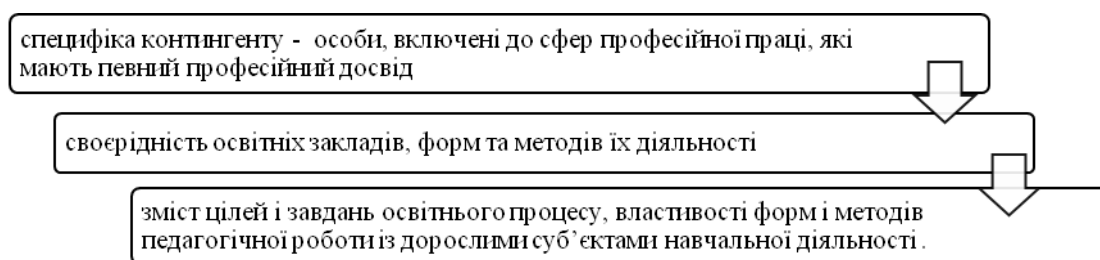 специфіка контингенту - особи, включені до сфер професійної праці, які
мають певний професійний досвід
своєрідність освітніх закладів, форм та методів їх діяльності
зміст цілей і завдань освітнього процесу, властивості форм і методів
педагогічної роботи із дорослими суб’єктами навчальної діяльності.